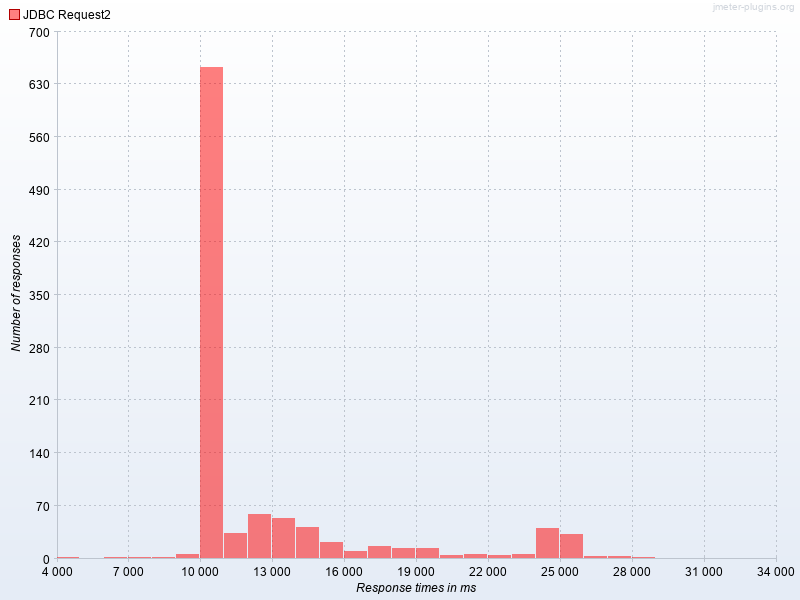 jmeter-plugins.org
JDBC Request2
700
630
560
490
420
350
280
210
140
70
0
Number of responses
4 000 7 000 10 000 13 000 16 000 19 000 22 000 25 000 28 000 31 000 34 000
Response times in ms